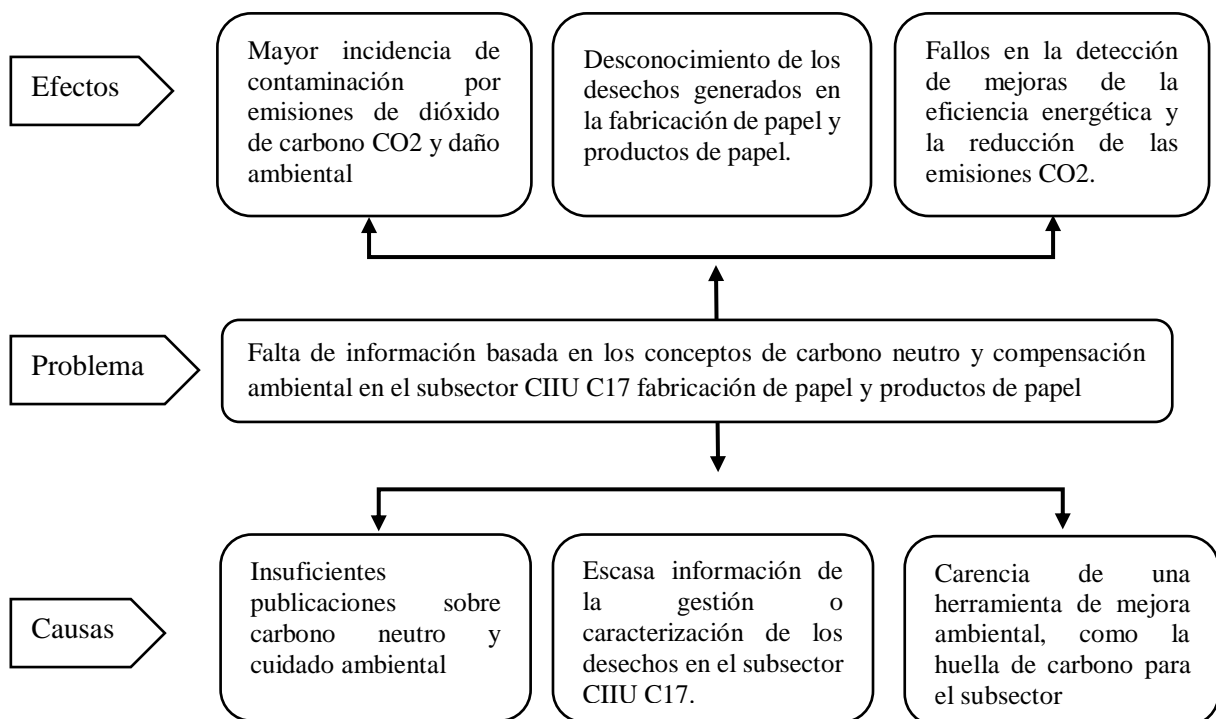 Efectos
Mayor incidencia de
contaminación por
emisiones de dióxido
de carbono CO2 y daño
ambiental
Desconocimiento de los
desechos generados en
la fabricación de papel y
productos de papel.
Fallos en la detección
de mejoras de la
eficiencia energética y
la reducción de las
emisiones CO2.
Problema
Falta de información basada en los conceptos de carbono neutro y compensación
ambiental en el subsector CIIU C17 fabricación de papel y productos de papel
Causas
Insuficientes
publicaciones sobre
carbono neutro y
cuidado ambiental
Escasa información de
la gestión o
caracterización de los
desechos en el subsector
CIIU C17.
Carencia de una
herramienta de mejora
ambiental, como la
huella de carbono para
el subsector